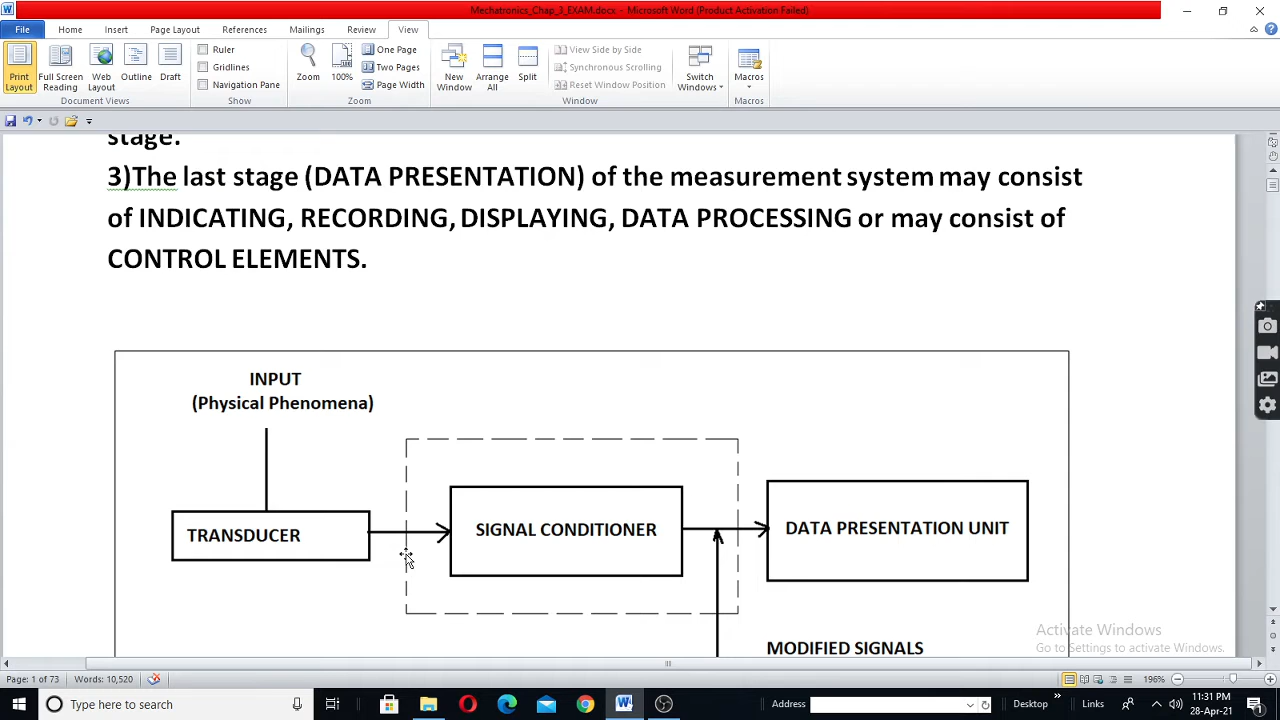 Mechatronics_Chap_3_EXAM.docx - Microsoft Word (Product Activation Failed)
File Home Insert Page Layout References Mailings Review View
Print Layout
Full Screen Reading
Web Layout
Outline
Draft
Document Views
Ruler
Gridlines
Navigation Pane
Show
Zoom
100%
One Page
Two Pages
Page Width
Zoom
New Window
Arrange All
Split
View Side by Side
Synchronous Scrolling
Reset Window Position
Window
Switch Windows
Macros
Macros
stage.
3)The last stage (DATA PRESENTATION) of the measurement system may consist
of INDICATING, RECORDING, DISPLAYING, DATA PROCESSING or may consist of
CONTROL ELEMENTS.
INPUT
(Physical Phenomena)
TRANSDUCER
SIGNAL CONDITIONER
DATA PRESENTATION UNIT
MODIFIED SIGNALS
Activate Windows
Go to Settings to activate Windows.
Page: 1 of 73 Words: 10,520 196%
Type here to search
Address
Desktop
Links
11:31 PM
28-Apr-21